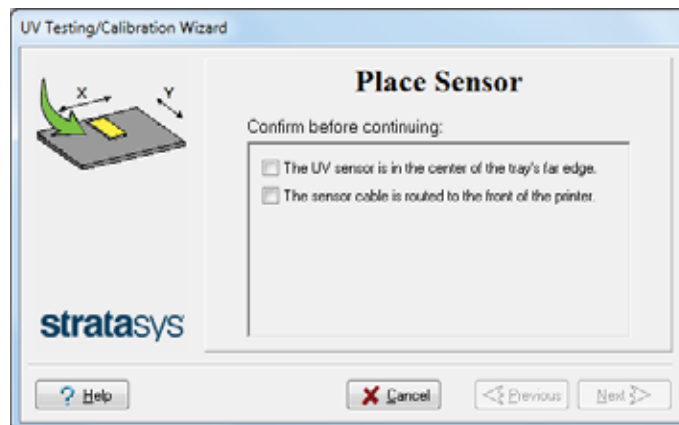 UV Testing/Calibration Wizard
X
Y
Place Sensor
Confirm before continuing:
The UV sensor is in the center of the tray's far edge.
The sensor cable is routed to the front of the printer.
stratasys
? Help
Cancel
Previous
Next